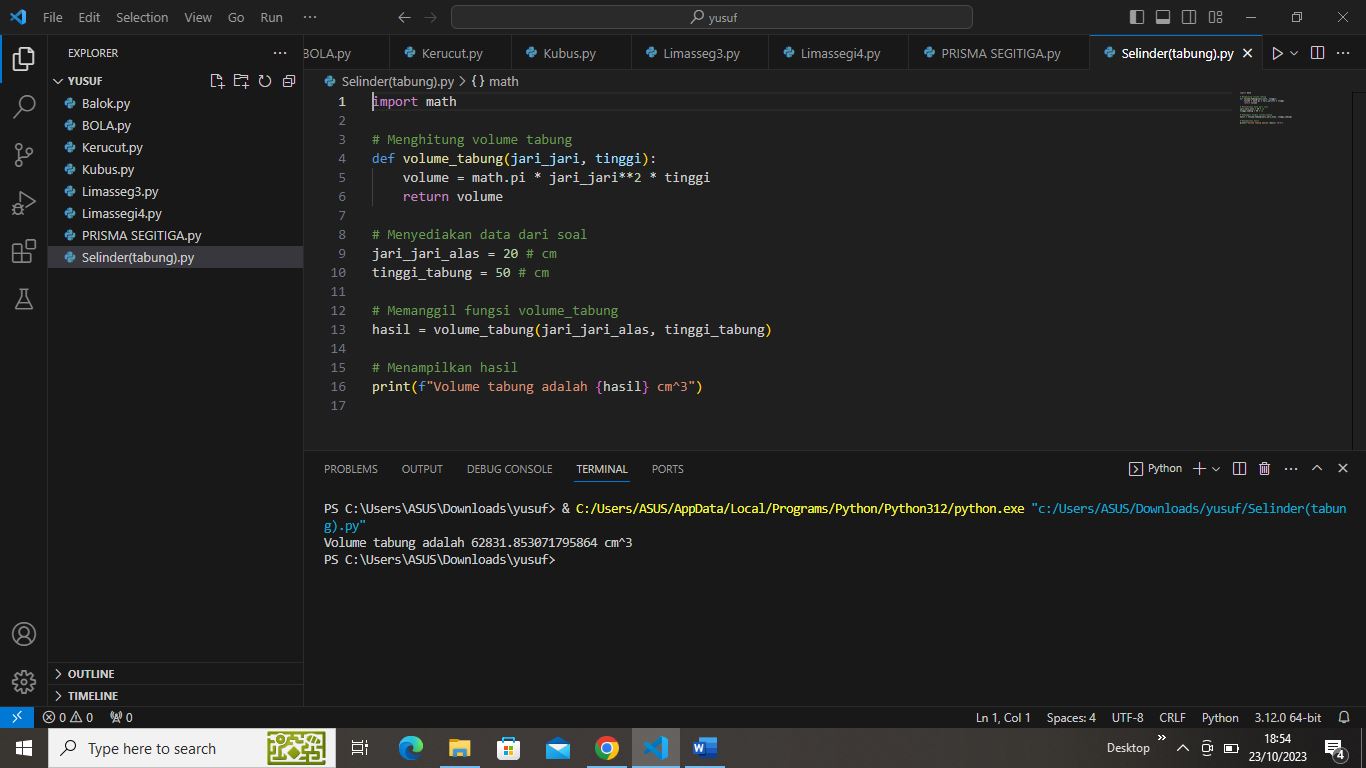 File Edit Selection View Go Run ··· yusuf
EXPLORER ···
YUSUF
Balok.py
BOLA.py
Kerucut.py
Kubus.py
Limasseg3.py
Limassegi4.py
PRISMA SEGITIGA.py
Selinder(tabung).py
OUTLINE
TIMELINE
BOLA.py Kerucut.py Kubus.py Limasseg3.py Limassegi4.py PRISMA SEGITIGA.py Selinder(tabung).py
Selinder(tabung).py > {} math
1 import math
2
3 # Menghitung volume tabung
4 def volume_tabung(jari_jari, tinggi):
5     volume = math.pi * jari_jari**2 * tinggi
6     return volume
7
8 # Menyediakan data dari soal
9 jari_jari_alas = 20 # cm
10 tinggi_tabung = 50 # cm
11
12 # Memanggil fungsi volume_tabung
13 hasil = volume_tabung(jari_jari_alas, tinggi_tabung)
14
15 # Menampilkan hasil
16 print(f"Volume tabung adalah {hasil} cm^3")
17
PROBLEMS OUTPUT DEBUG CONSOLE TERMINAL PORTS Python
PS C:\Users\ASUS\Downloads\yusuf> & C:/Users/ASUS/AppData/Local/Programs/Python/Python312/python.exe "c:/Users/ASUS/Downloads/yusuf/Selinder(tabun
g).py"
Volume tabung adalah 62831.853071795864 cm^3
PS C:\Users\ASUS\Downloads\yusuf>
0 0 0 Ln 1, Col 1 Spaces: 4 UTF-8 CRLF Python 3.12.0 64-bit
Type here to search Desktop 18:54
23/10/2023 4